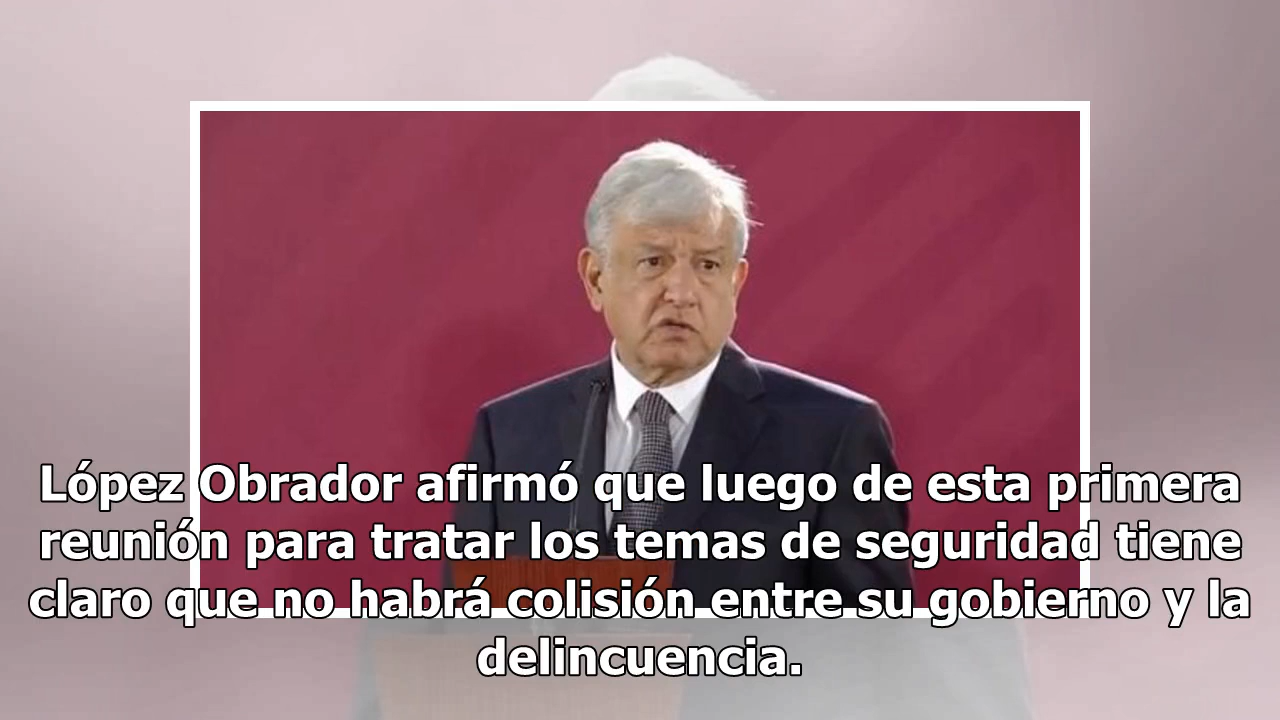 López Obrador afirmó que luego de esta primera
reunión para tratar los temas de seguridad tiene
claro que no habrá colisión entre su gobierno y la
delincuencia.